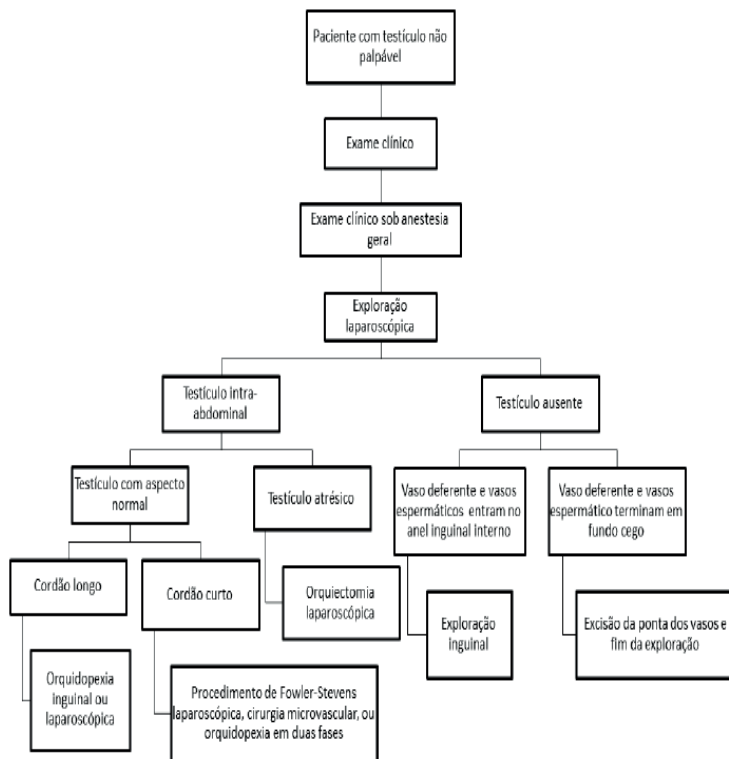 Paciente com testículo não
palpável
Exame clínico
Exame clínico sob anestesia
geral
Exploração
laparoscópica
Testículo intra-
abdominal
Testículo ausente
Testículo com aspecto
normal
Testículo atrésico
Vaso deferente e vasos
espermáticos entram no
anel inguinal interno
Vaso deferente e vasos
espermático terminam em
fundo cego
Cordão longo
Cordão curto
Orquiectomia
laparoscópica
Exploração
inguinal
Excisão da ponta dos vasos e
fim da exploração
Orquidopexia
inguinal ou
laparoscópica
Procedimento de Fowler-Stevens
laparoscópica, cirurgia microvascular, ou
orquidopexia em duas fases